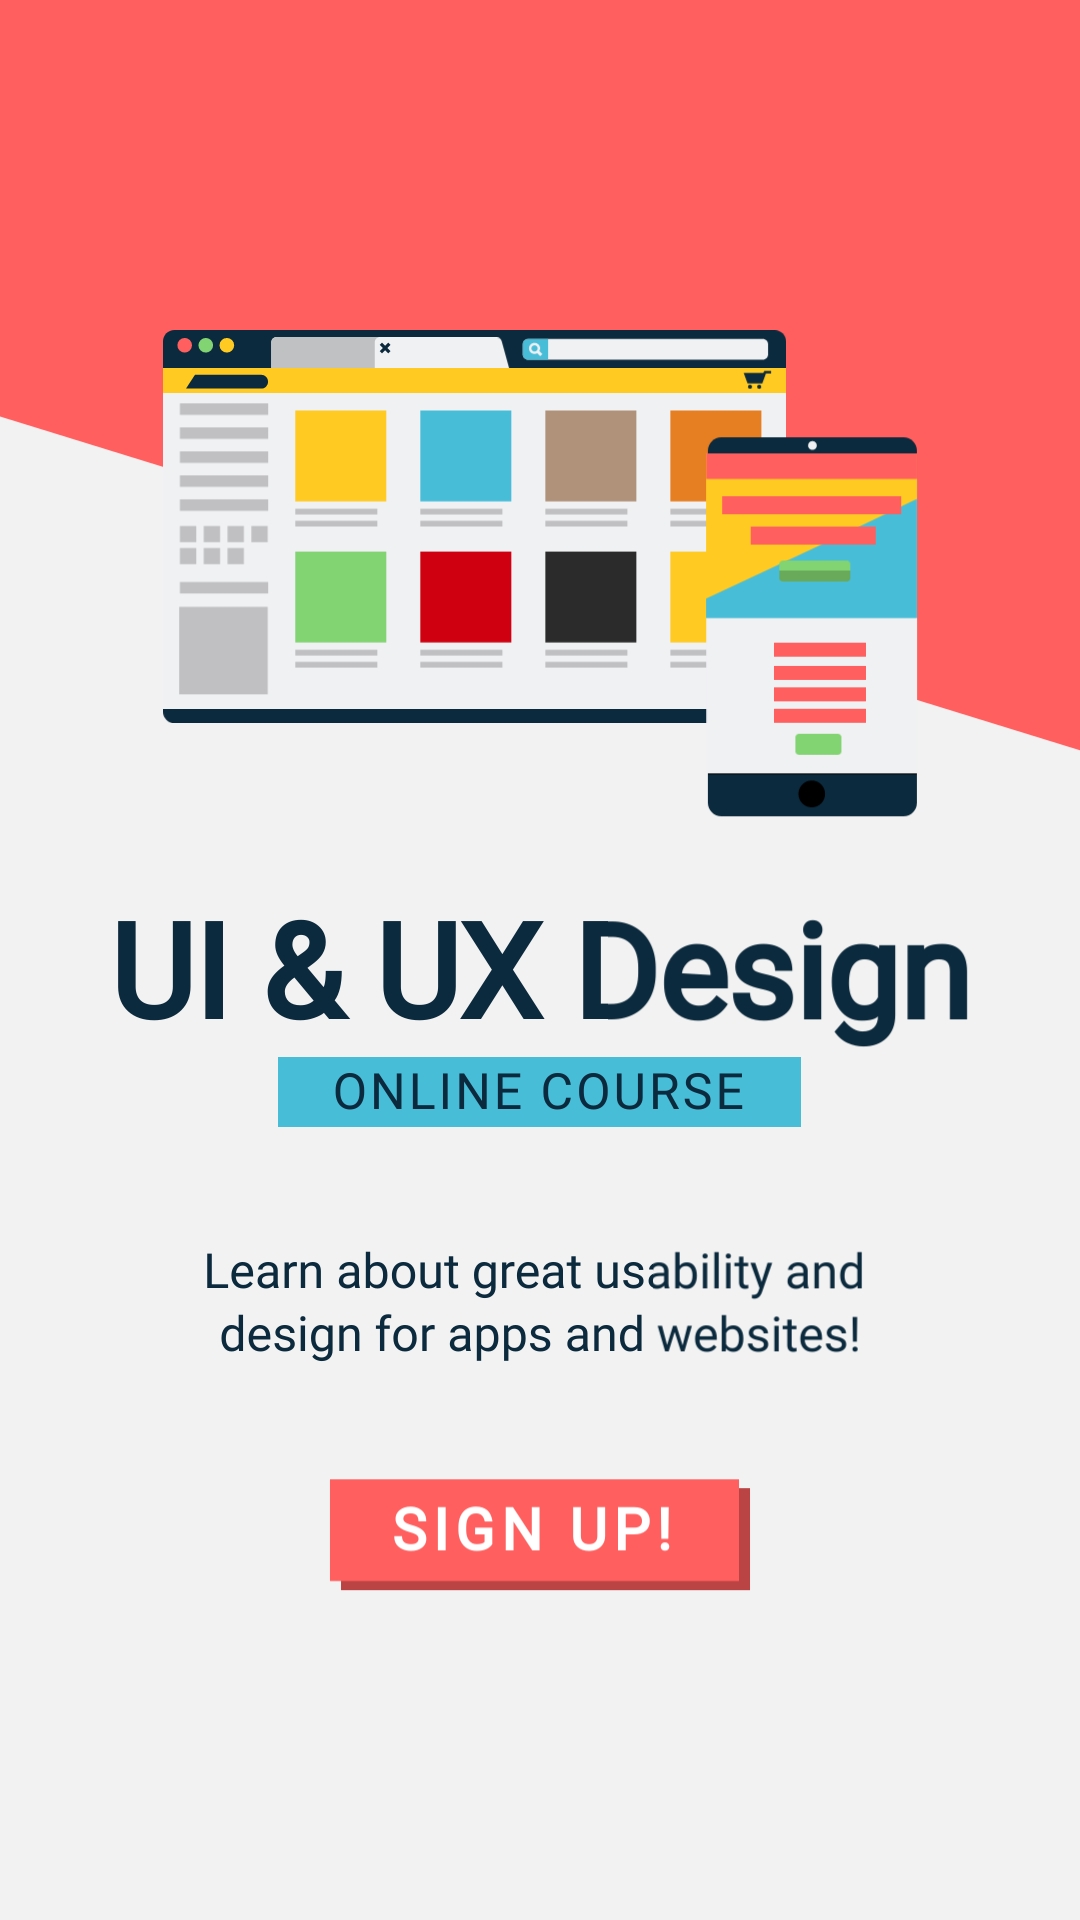 UI & UX Design
ONLINE COURSE
Learn about great usability and
design for apps and websites!
SIGN UP!